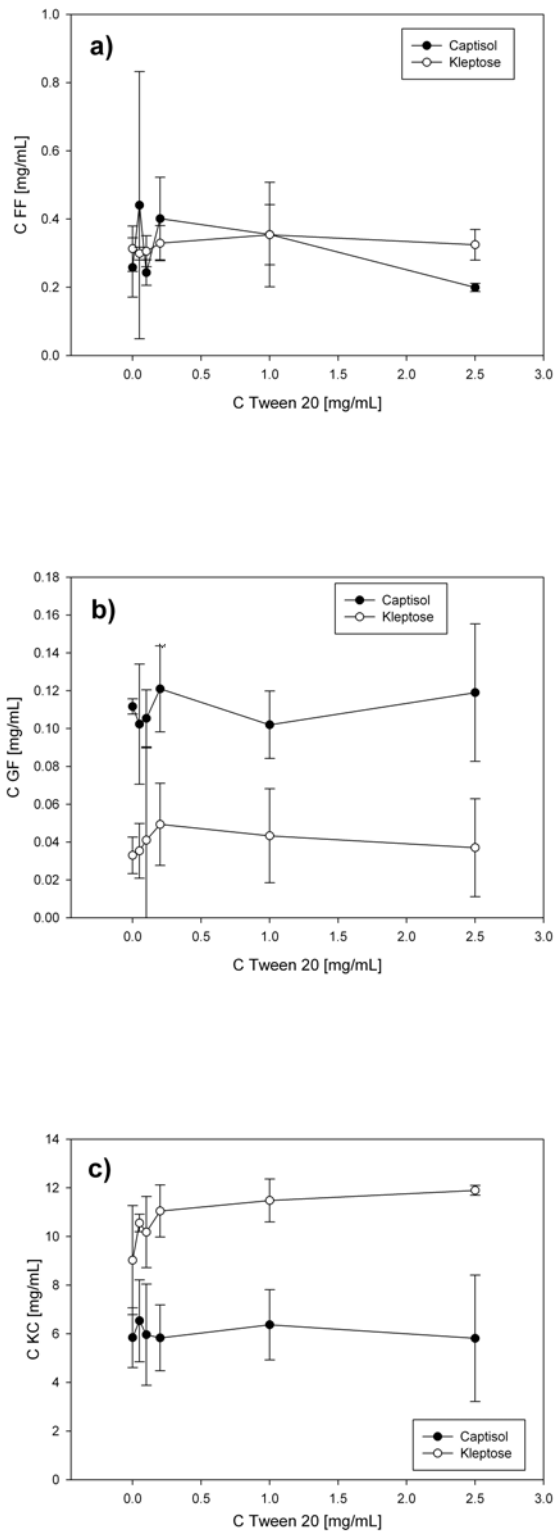 a)
Captisol
Kleptose
1.0
0.8
0.6
0.4
0.2
0.0
C FF [mg/mL]
0.0 0.5 1.0 1.5 2.0 2.5 3.0
C Tween 20 [mg/mL]
b)
Captisol
Kleptose
0.18
0.16
0.14
0.12
0.10
0.08
0.06
0.04
0.02
0.00
C GF [mg/mL]
0.0 0.5 1.0 1.5 2.0 2.5 3.0
C Tween 20 [mg/mL]
c)
14
12
10
8
6
4
2
0
C KC [mg/mL]
Captisol
Kleptose
0.0 0.5 1.0 1.5 2.0 2.5 3.0
C Tween 20 [mg/mL]